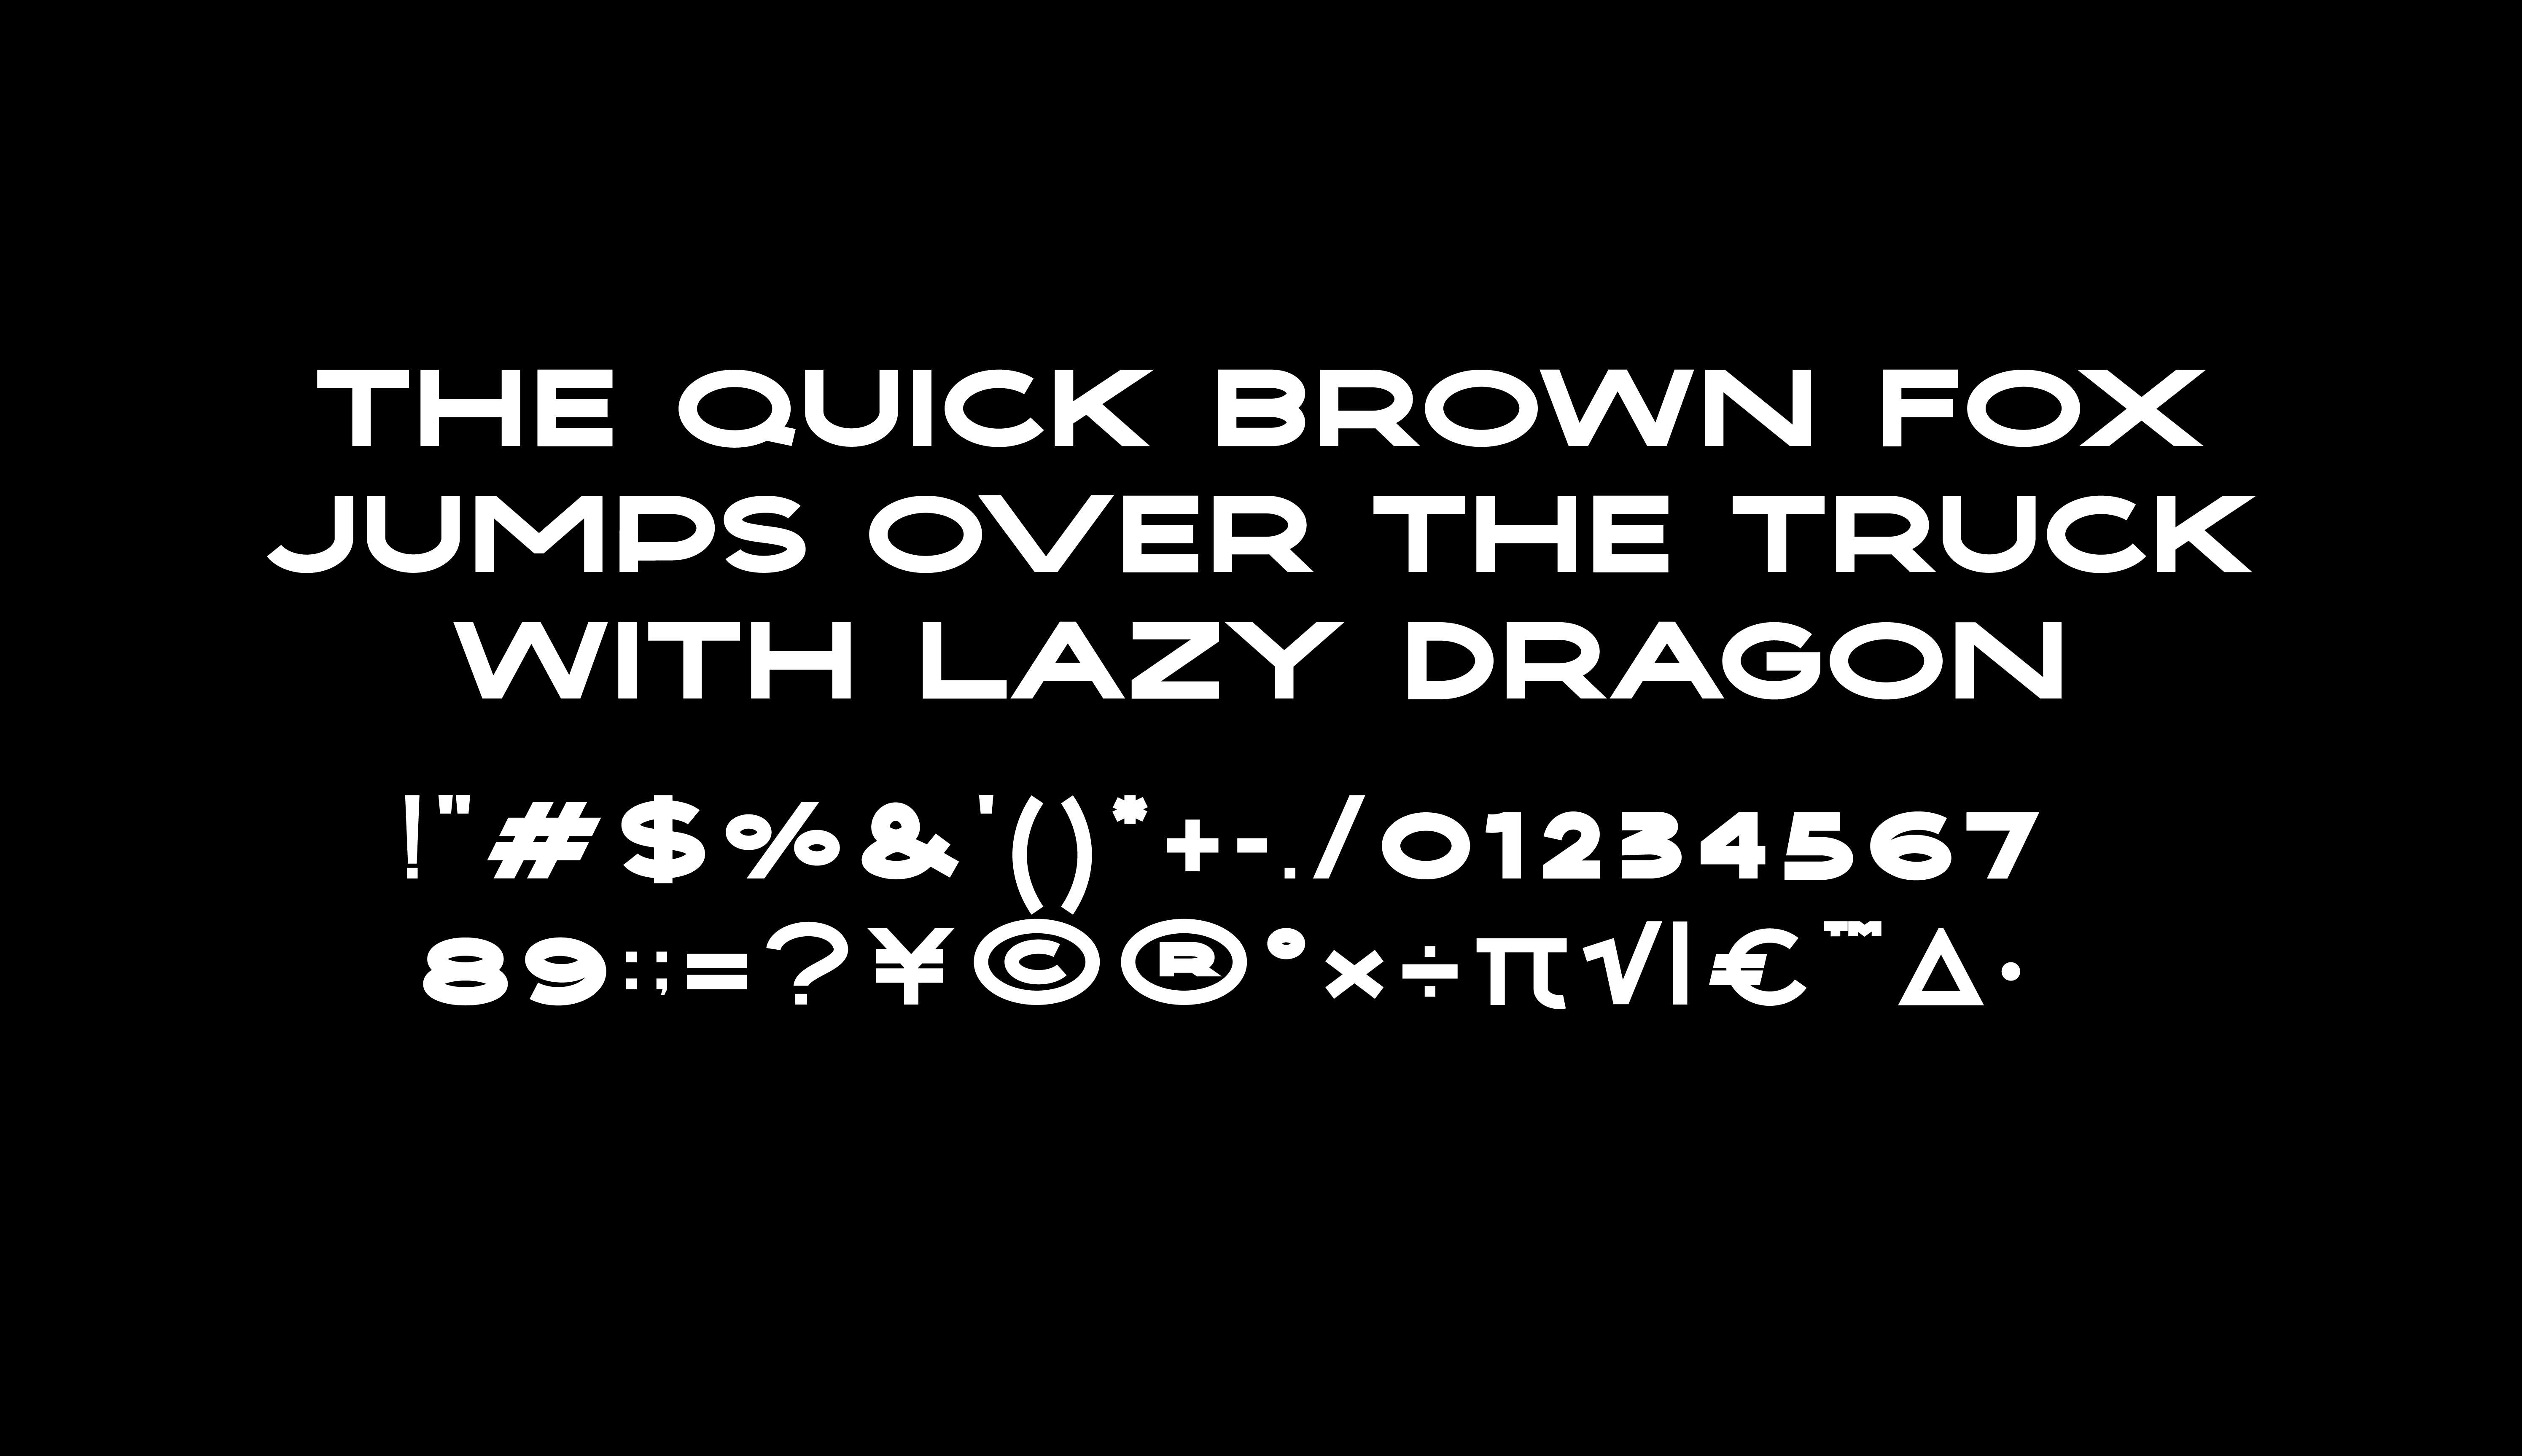 THE QUICK BROWN FOX
JUMPS OVER THE TRUCK
WITH LAZY DRAGON
!"#$%&'()*+-./01234567
89:;=?¥©®°×÷π√|€™∆·